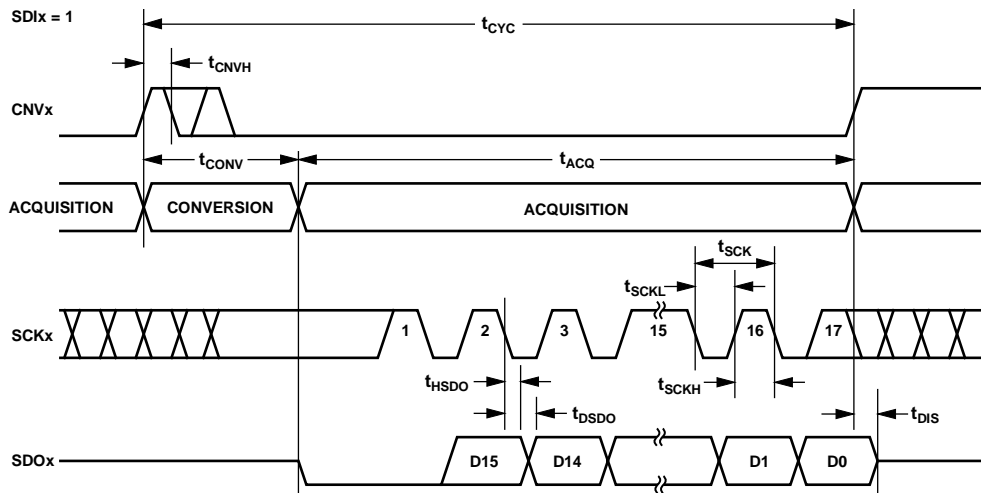 SDIx = 1
tCYC
tCNVH
CNVx
tCONV
tACQ
ACQUISITION
CONVERSION
ACQUISITION
tSCK
tSCKL
SCKx
1
2
3
15
16
17
tHSDO
tSCKH
tDSDO
tDIS
SDOx
D15
D14
D1
D0